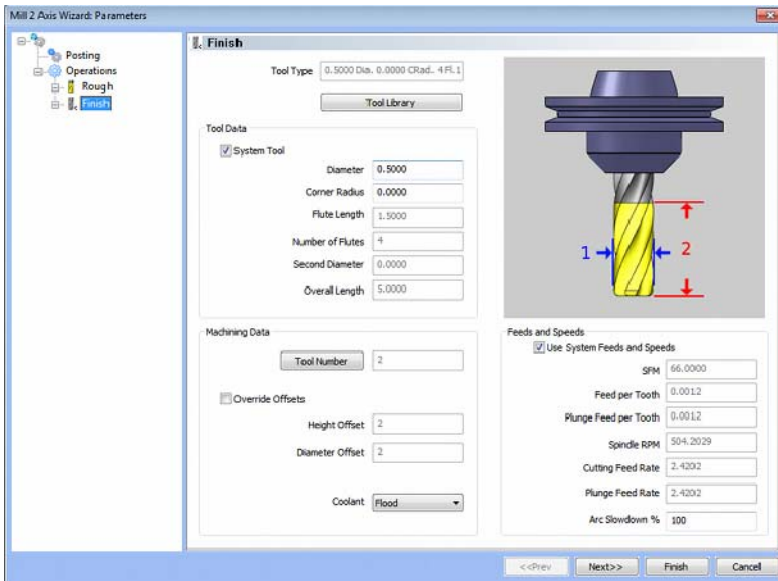 Mill 2 Axis Wizard: Parameters
Posting
Operations
Rough
Finish
Finish
Tool Type 0.5000 Dia. 0.0000 CRad.. 4 Fl. 1
Tool Library
Tool Data
System Tool
Diameter 0.5000
Corner Radius 0.0000
Flute Length 1.5000
Number of Flutes 4
Second Diameter 0.0000
Overall Length 5.0000
1 2
Machining Data
Tool Number 2
Override Offsets
Height Offset 2
Diameter Offset 2
Coolant Flood
Feeds and Speeds
Use System Feeds and Speeds
SFM 66.0000
Feed per Tooth 0.0012
Plunge Feed per Tooth 0.0012
Spindle RPM 504.2029
Cutting Feed Rate 2.4202
Plunge Feed Rate 2.4202
Arc Slowdown % 100
<<Prev Next>> Finish Cancel